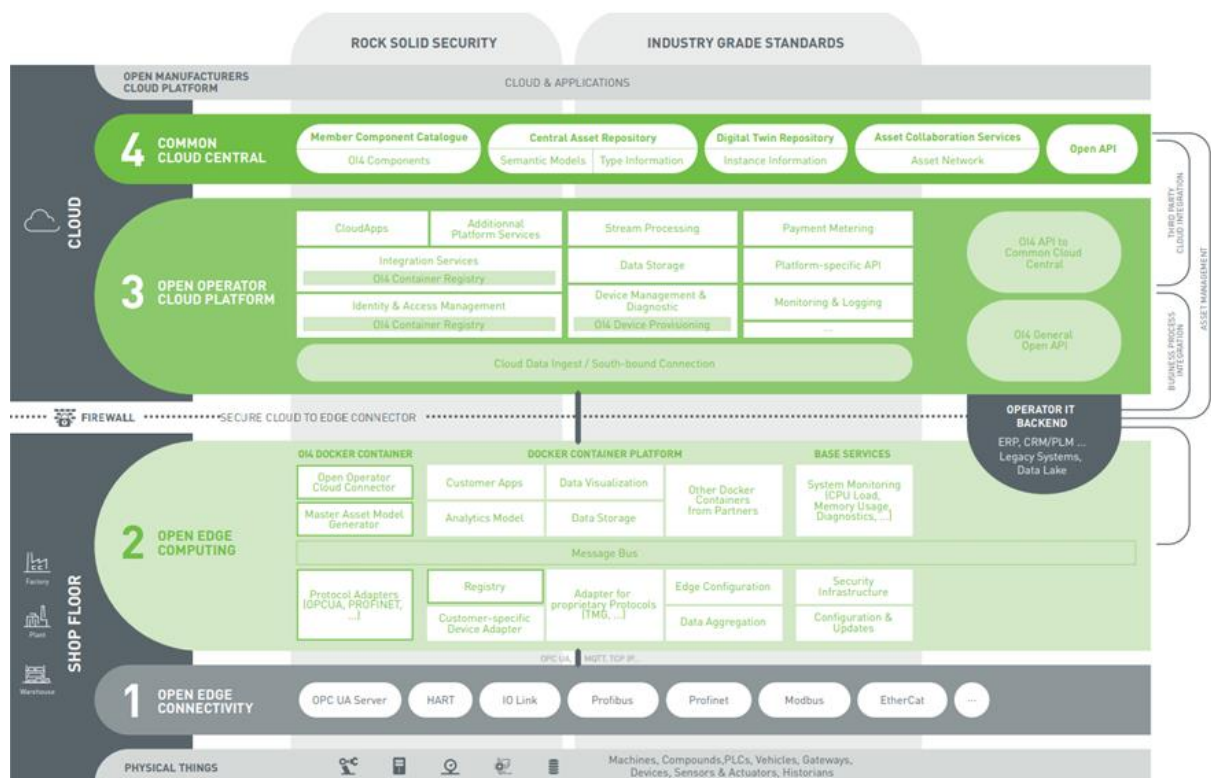 ROCK SOLID SECURITY
INDUSTRY GRADE STANDARDS
OPEN MANUFACTURERS
CLOUD PLATFORM
CLOUD & APPLICATIONS
CLOUD
4
COMMON
CLOUD CENTRAL
Member Component Catalogue
OI4 Components
Central Asset Repository
Semantic Models
Type Information
Digital Twin Repository
Instance Information
Asset Collaboration Services
Asset Network
Open API
3
OPEN OPERATOR
CLOUD PLATFORM
CloudApps
Additionnal
Platform Services
Stream Processing
Payment Metering
Integration Services
OI4 Container Registry
Data Storage
Platform-specific API
Identity & Access Management
OI4 Container Registry
Device Management &
Diagnostic
OI4 Device Provisioning
Monitoring & Logging
...
Cloud Data Ingest / South-bound Connection
OI4 API to
Common Cloud
Central
OI4 General
Open API
THIRD PARTY
CLOUD INTEGRATION
BUSINESS PROCESS
INTEGRATION
ASSET MANAGEMENT
FIREWALL
SECURE CLOUD TO EDGE CONNECTOR
OPERATOR IT
BACKEND
ERP, CRM/PLM ...
Legacy Systems,
Data Lake
SHOP FLOOR
Factory
Plant
Warehouse
2
OPEN EDGE
COMPUTING
OI4 DOCKER CONTAINER
DOCKER CONTAINER PLATFORM
BASE SERVICES
Open Operator
Cloud Connector
Customer Apps
Data Visualization
Other Docker
Containers
from Partners
System Monitoring
(CPU Load,
Memory Usage,
Diagnostics, ...)
Master Asset Model
Generator
Analytics Model
Data Storage
Message Bus
Protocol Adapters
(OPCUA, PROFINET,
...)
Registry
Customer-specific
Device Adapter
Adapter for
proprietary Protocols
(TMG, ...)
Edge Configuration
Data Aggregation
Security
Infrastructure
Configuration &
Updates
OPC UA, MQTT, TCP IP...
1
OPEN EDGE
CONNECTIVITY
OPC UA Server
HART
IO Link
Profibus
Profinet
Modbus
EtherCat
...
PHYSICAL THINGS
Machines, Compounds,PLCs, Vehicles, Gateways,
Devices, Sensors & Actuators, Historians